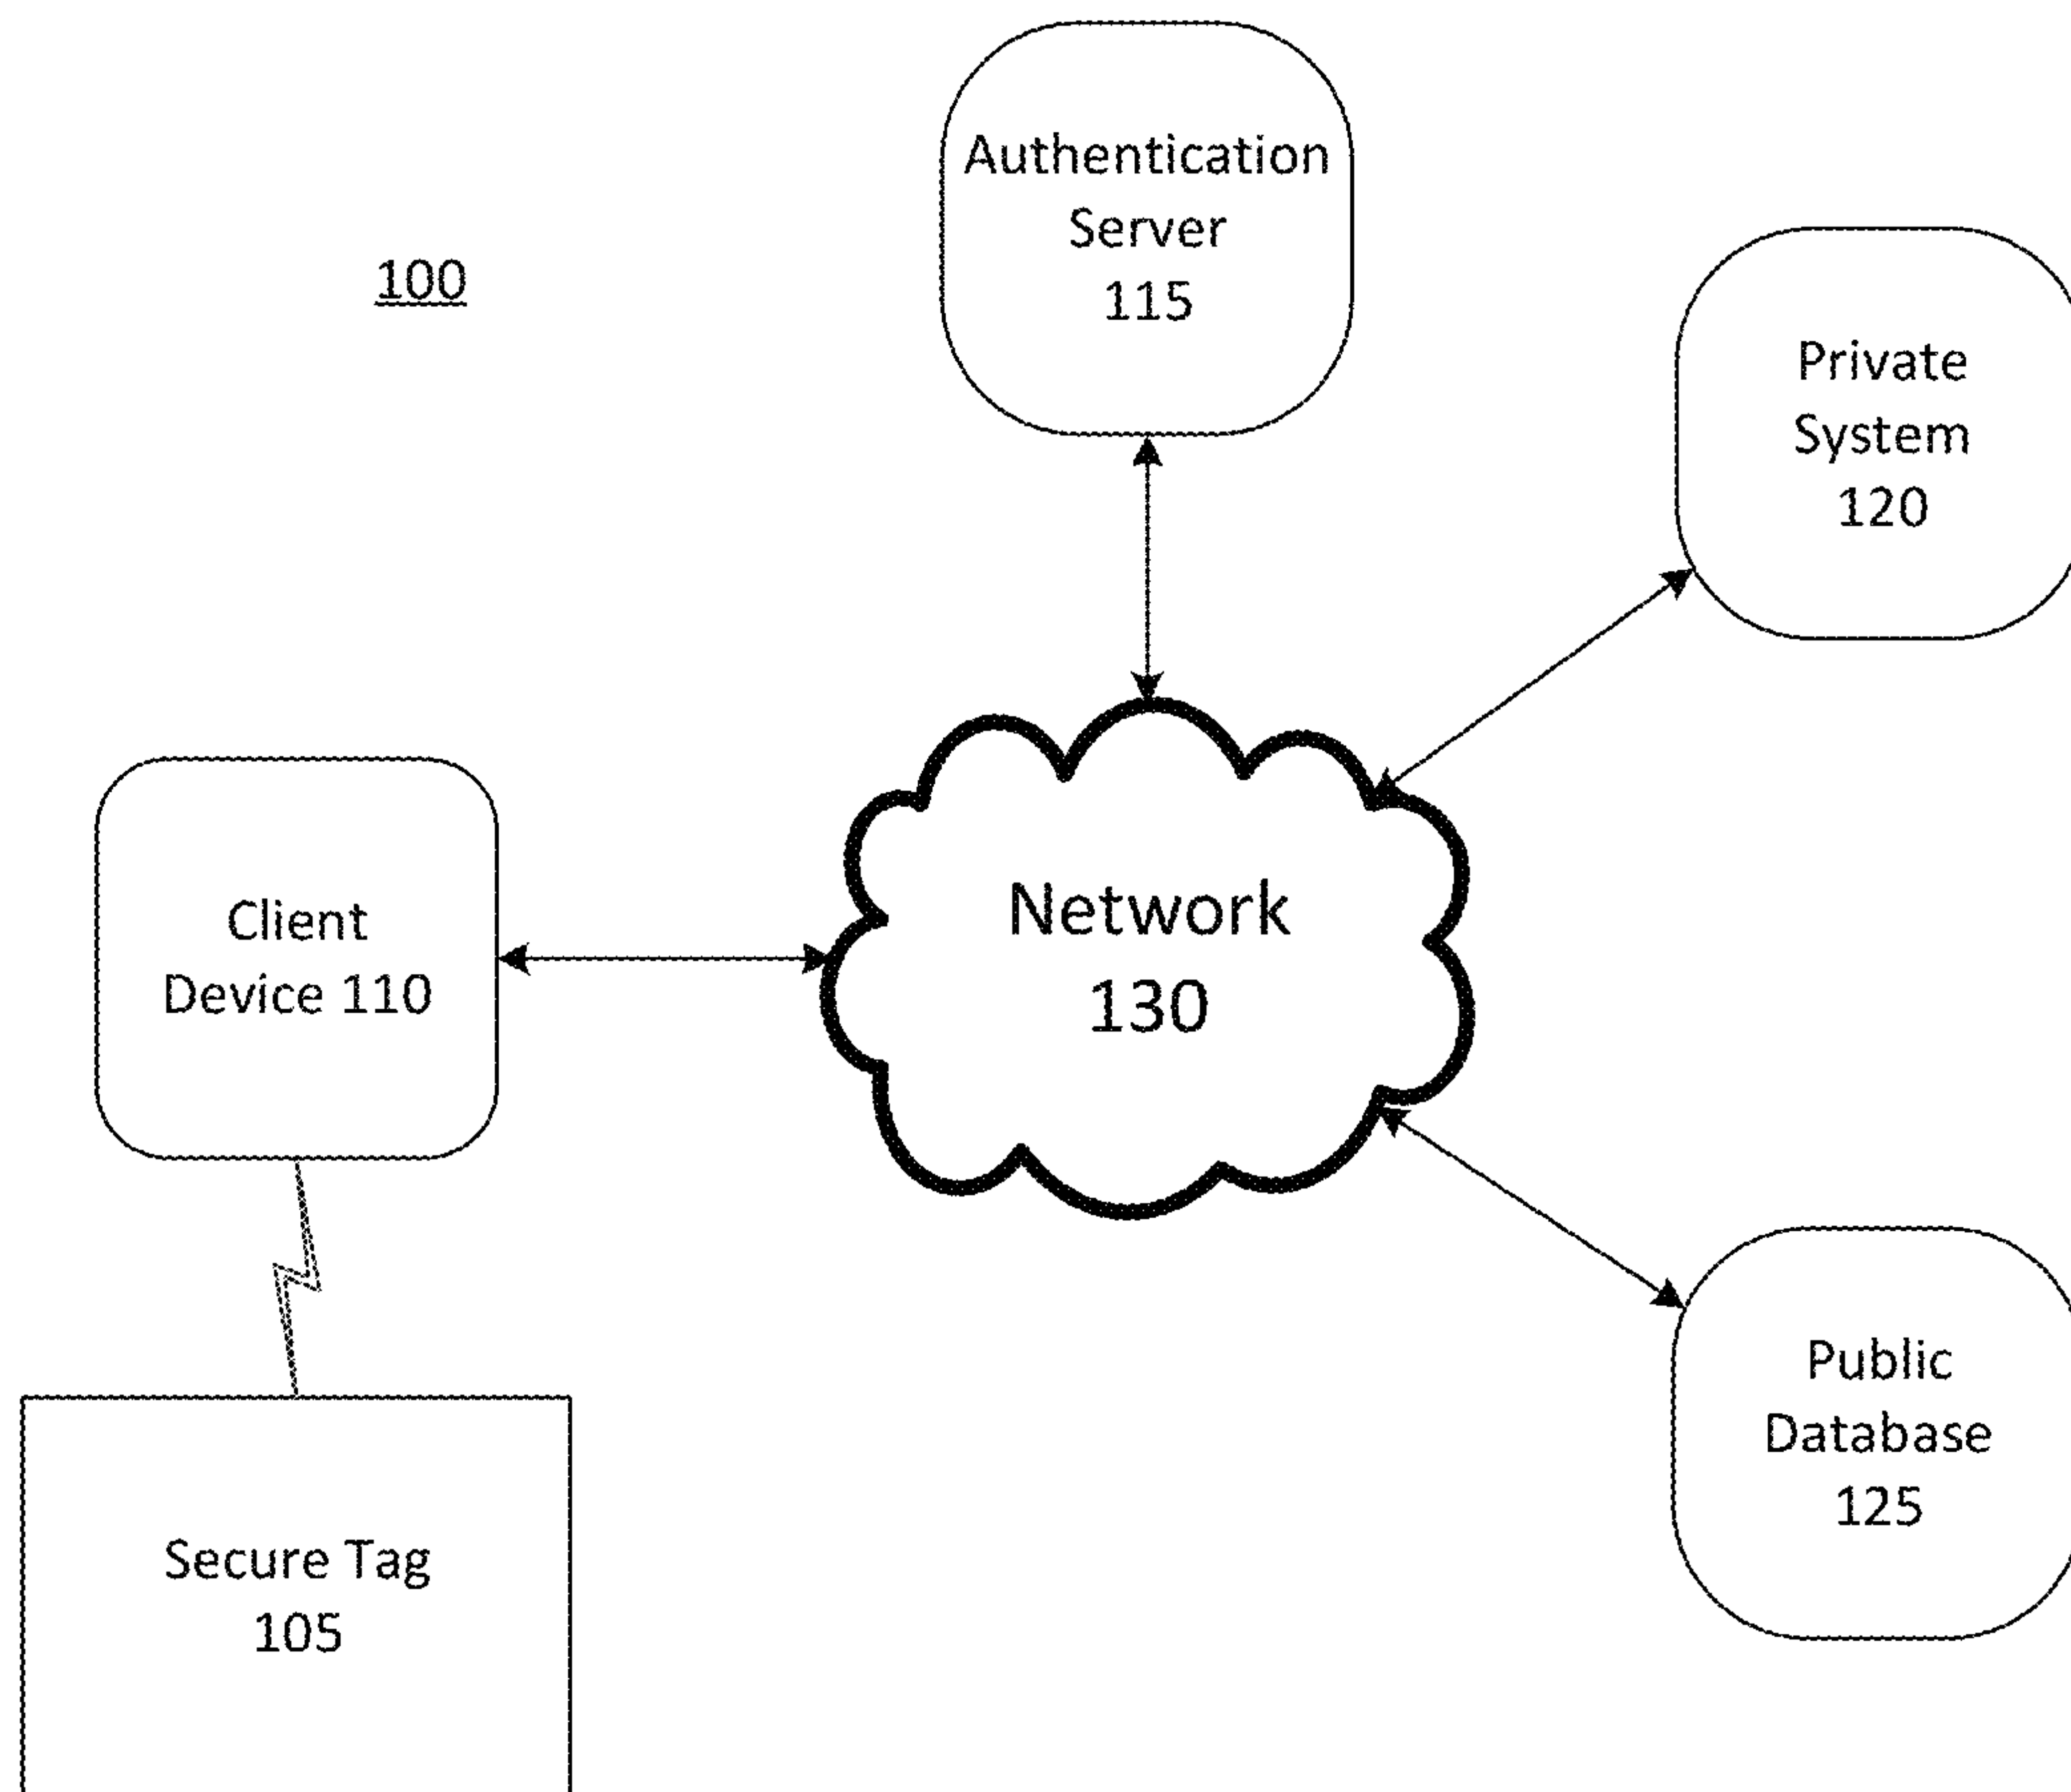 Authentication
Server
115
100
Private
System
120
Client
Device 110
Network
130
Public
Database
125
Secure Tag
105